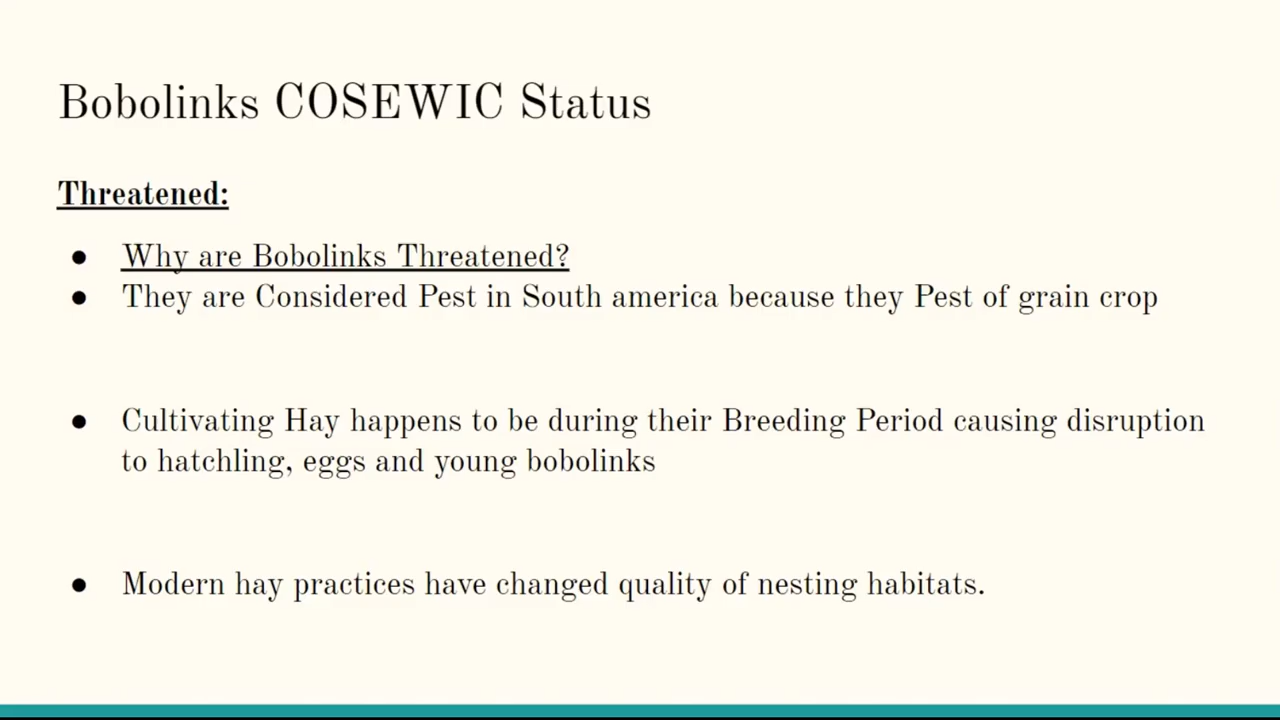 Bobolinks COSEWIC Status
Threatened:
● Why are Bobolinks Threatened?
● They are Considered Pest in South america because they Pest of grain crop
● Cultivating Hay happens to be during their Breeding Period causing disruption
to hatchling, eggs and young bobolinks
● Modern hay practices have changed quality of nesting habitats.